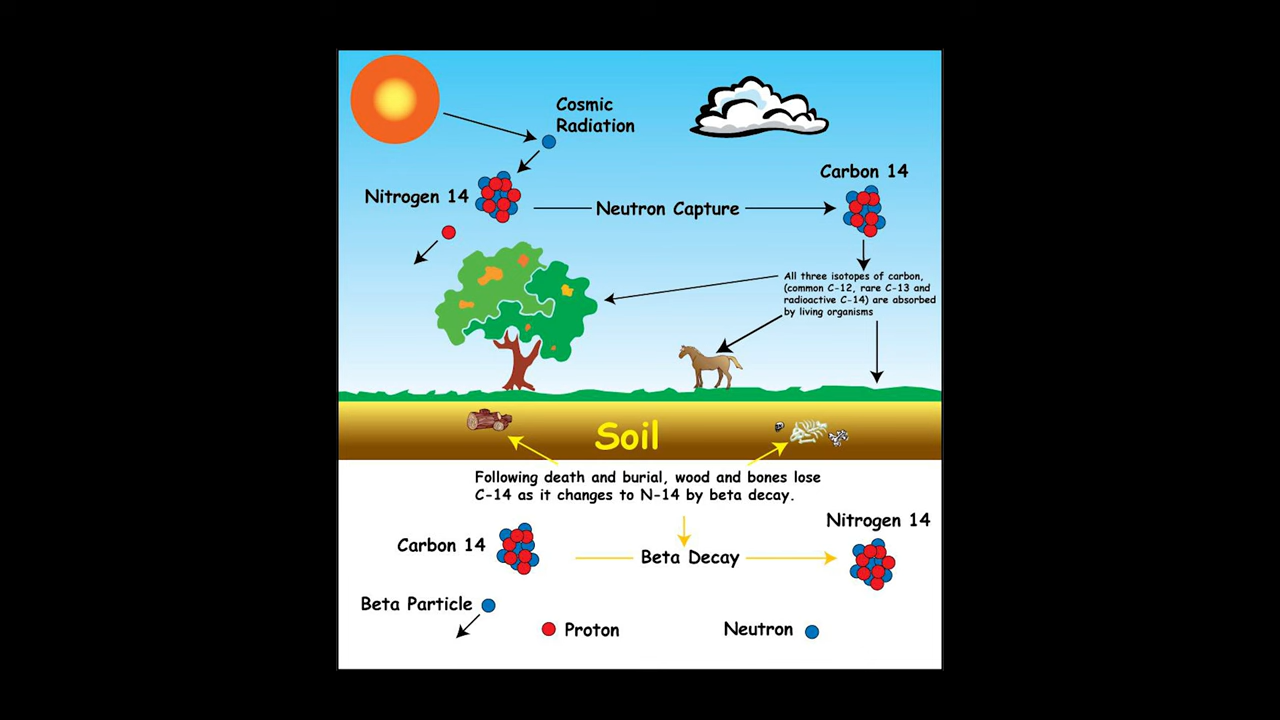 Cosmic
Radiation
Carbon 14
Nitrogen 14
Neutron Capture
All three isotopes of carbon,
(common C-12, rare C-13 and
radioactive C-14) are absorbed
by living organisms
Soil
Following death and burial, wood and bones lose
C-14 as it changes to N-14 by beta decay.
Nitrogen 14
Carbon 14
Beta Decay
Beta Particle
Proton
Neutron